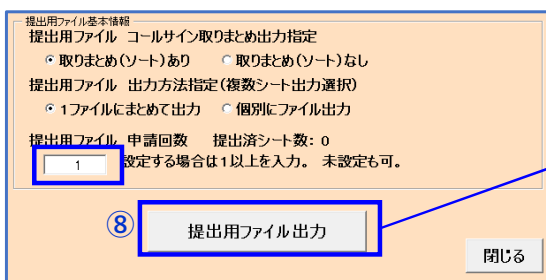 提出用ファイル基本情報
提出用ファイル コールサイン取りまとめ出力指定
取りまとめ(ソート)あり 取りまとめ(ソート)なし
提出用ファイル 出力方法指定(複数シート出力選択)
1ファイルにまとめて出力 個別にファイル出力
提出用ファイル 申請回数 提出済シート数: 0
1 設定する場合は1以上を入力。 未設定も可。
⑧ 提出用ファイル出力
閉じる